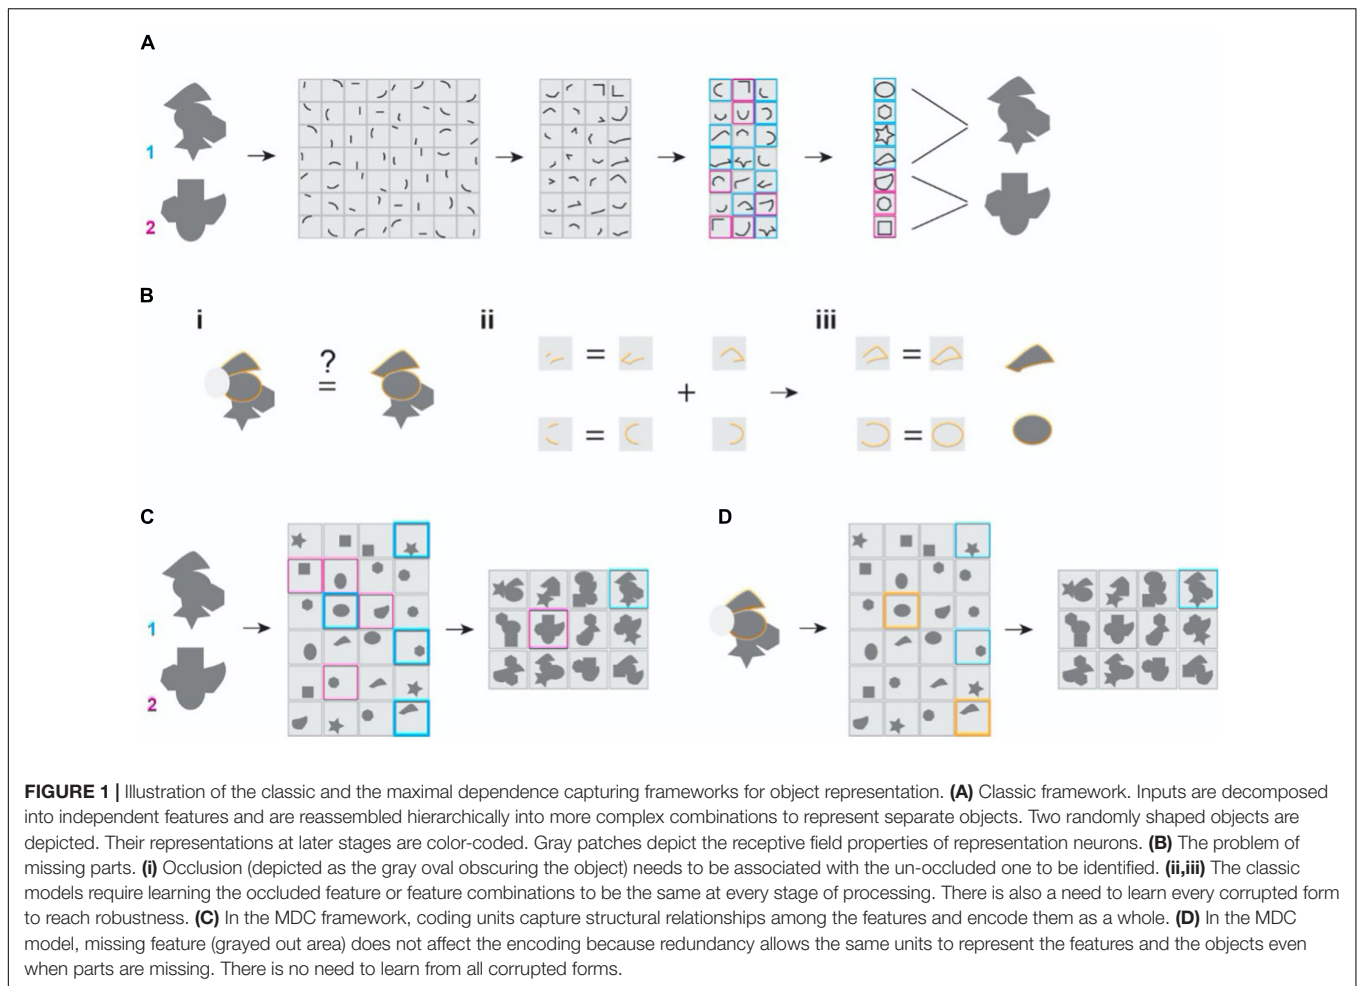 A
1
2
B
i
ii
iii
?
=
=
=
+
=
=
C
D
1
2
FIGURE 1 | Illustration of the classic and the maximal dependence capturing frameworks for object representation. (A) Classic framework. Inputs are decomposed
into independent features and are reassembled hierarchically into more complex combinations to represent separate objects. Two randomly shaped objects are
depicted. Their representations at later stages are color-coded. Gray patches depict the receptive field properties of representation neurons. (B) The problem of
missing parts. (i) Occlusion (depicted as the gray oval obscuring the object) needs to be associated with the un-occluded one to be identified. (ii,iii) The classic
models require learning the occluded feature or feature combinations to be the same at every stage of processing. There is also a need to learn every corrupted form
to reach robustness. (C) In the MDC framework, coding units capture structural relationships among the features and encode them as a whole. (D) In the MDC
model, missing feature (grayed out area) does not affect the encoding because redundancy allows the same units to represent the features and the objects even
when parts are missing. There is no need to learn from all corrupted forms.